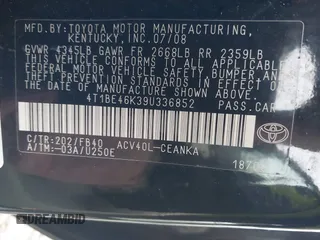 MFD.BY:TOYOTA MOTOR MANUFACTURING,
KENTUCKY, INC. 07/08
GVWR 4345LB GAWR FR 2668LB RR 2359LB
THIS VEHICLE CONFORMS TO ALL APPLICABLE
FEDERAL MOTOR VEHICLE SAFETY, BUMPER, AND
THEFT PREVENTION STANDARDS IN EFFECT ON
THE DATE OF MANUFACTURE SHOWN ABOVE.
4T1BE46K39U336852 PASS.CAR
C/TR:202/FB40 ACV40L-CEANKA
A/TM:-03A/U250E
187
TOYOTA